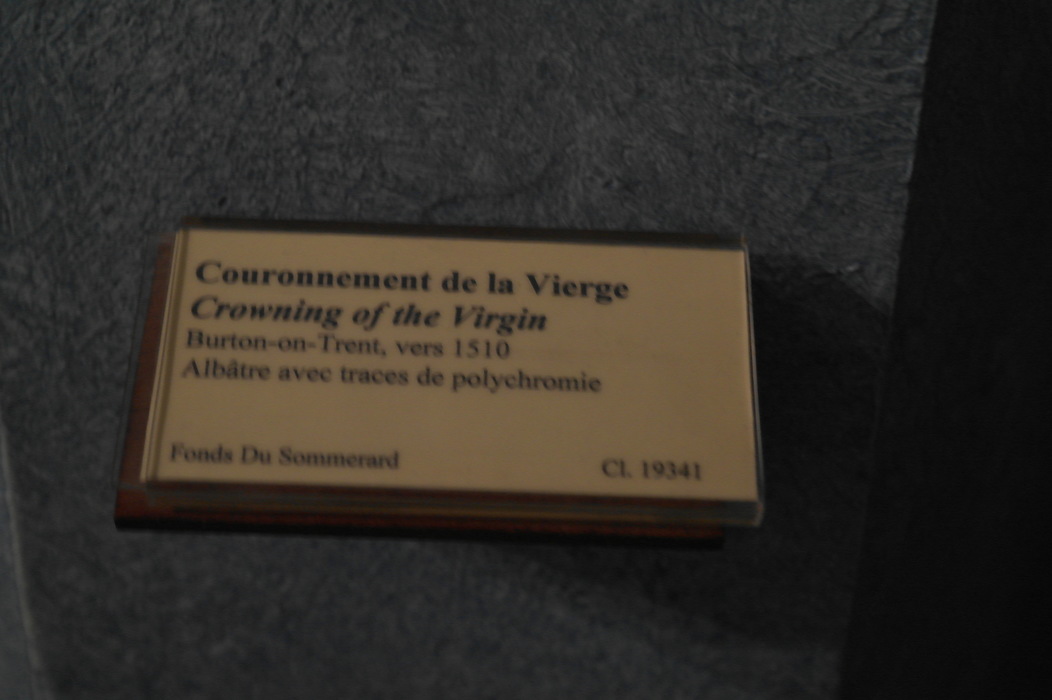 Couronnement de la Vierge
Crowning of the Virgin
Burton-on-Trent, vers 1510
Albâtre avec traces de polychromie
Fonds Du Sommerard Cl. 19341